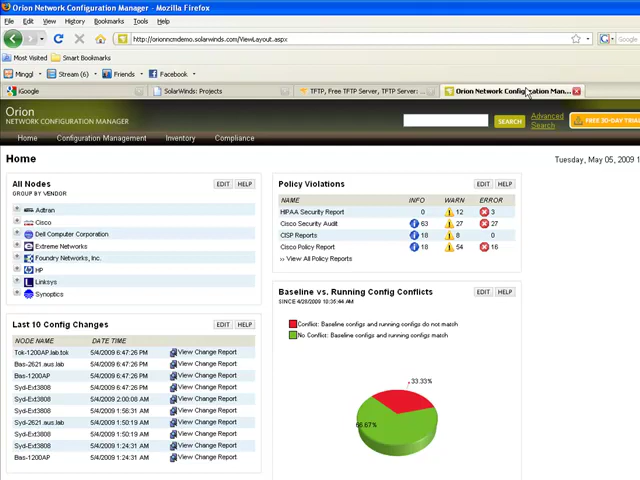 Orion Network Configuration Manager - Mozilla Firefox
File Edit View History Bookmarks Tools Help
http://orionncmdemo.solarwinds.com/ViewLayout.aspx
Google
Most Visited Smart Bookmarks
Minggl Stream (6) Friends Facebook
iGoogle SolarWinds: Projects TFTP, Free TFTP Server, TFTP Server:... Orion Network Configuration Man...
Orion
NETWORK CONFIGURATION MANAGER
SEARCH Advanced Search FREE 30-DAY TRIAL
Home Configuration Management Inventory Compliance
Home
Tuesday, May 05, 2009 1
All Nodes EDIT HELP
GROUP BY VENDOR
Adtran
Cisco
Dell Computer Corporation
Extreme Networks
Foundry Networks, Inc.
HP
Linksys
Synoptics
Last 10 Config Changes EDIT HELP
NODE NAME DATE TIME
Tok-1200AP.lab.tok 5/4/2009 6:47:26 PM View Change Report
Bas-2621.aus.lab 5/4/2009 6:47:26 PM View Change Report
Bas-1200AP 5/4/2009 6:47:26 PM View Change Report
Syd-Ext3808 5/4/2009 6:47:26 PM View Change Report
Syd-Ext3808 5/4/2009 2:00:08 AM View Change Report
Syd-Ext3808 5/4/2009 1:56:31 AM View Change Report
Syd-2621.aus.lab 5/4/2009 1:50:19 AM View Change Report
Syd-Ext3808 5/4/2009 1:50:19 AM View Change Report
Syd-Ext3808 5/4/2009 1:24:31 AM View Change Report
Bas-1200AP 5/4/2009 1:24:31 AM View Change Report
Policy Violations EDIT HELP
NAME INFO WARN ERROR
HIPAA Security Report 0 12 3
Cisco Security Audit 63 27 27
CISP Reports 18 8 0
Cisco Policy Report 18 54 16
>> View All Policy Reports
Baseline vs. Running Config Conflicts EDIT HELP
SINCE 4/28/2009 10:35:44 AM
Conflict: Baseline configs and running configs do not match
No Conflict: Baseline configs and running configs match
33.33%
66.67%